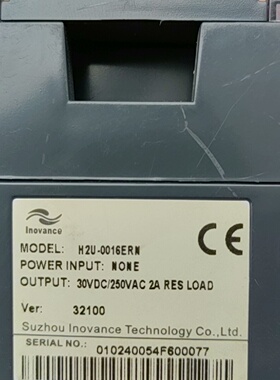 Inovance
MODEL: H2U-0016ERN
POWER INPUT: NONE
OUTPUT: 30VDC/250VAC 2A RES LOAD
Ver: 32100
Suzhou Inovance Technology Co.,Ltd.
SERIAL NO.: 010240054F600077